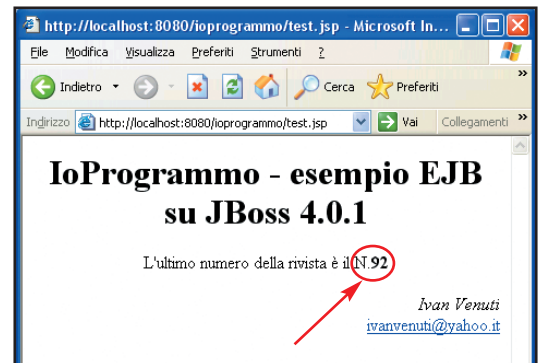 http://localhost:8080/ioprogrammo/test.jsp - Microsoft In...
File Modifica Visualizza Preferiti Strumenti ?
Indietro Cerca Preferiti »
Indirizzo http://localhost:8080/ioprogrammo/test.jsp Vai Collegamenti »
IoProgrammo - esempio EJB
su JBoss 4.0.1
L'ultimo numero della rivista è il N.92
Ivan Venuti
ivanvenuti@yahoo.it